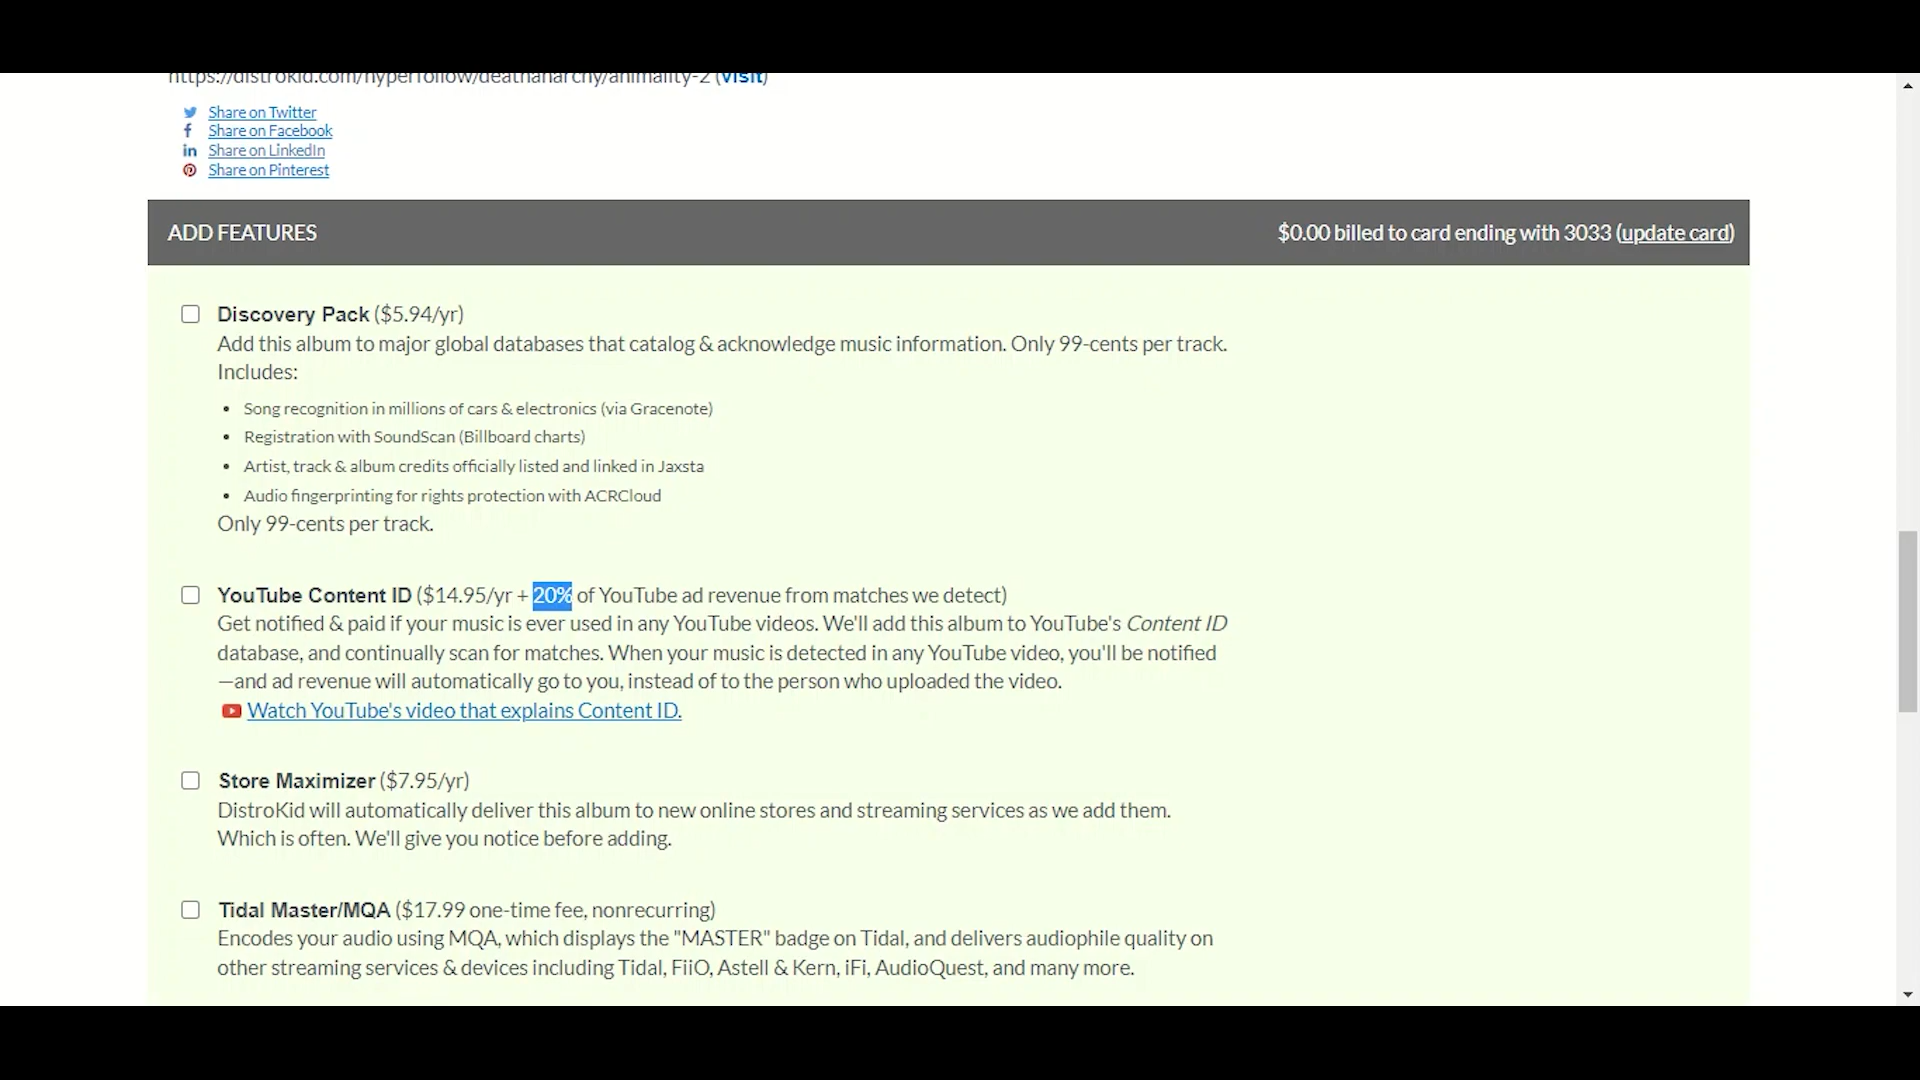 https://distrokid.com/hyperfollow/deathanarchy/animality-2 (visit)
Share on Twitter
Share on Facebook
Share on LinkedIn
Share on Pinterest
ADD FEATURES
$0.00 billed to card ending with 3033 (update card)
Discovery Pack ($5.94/yr)
Add this album to major global databases that catalog & acknowledge music information. Only 99-cents per track.
Includes:
• Song recognition in millions of cars & electronics (via Gracenote)
• Registration with SoundScan (Billboard charts)
• Artist, track & album credits officially listed and linked in Jaxsta
• Audio fingerprinting for rights protection with ACRCloud
Only 99-cents per track.
YouTube Content ID ($14.95/yr + 20% of YouTube ad revenue from matches we detect)
Get notified & paid if your music is ever used in any YouTube videos. We'll add this album to YouTube's Content ID
database, and continually scan for matches. When your music is detected in any YouTube video, you'll be notified
—and ad revenue will automatically go to you, instead of to the person who uploaded the video.
Watch YouTube's video that explains Content ID.
Store Maximizer ($7.95/yr)
DistroKid will automatically deliver this album to new online stores and streaming services as we add them.
Which is often. We'll give you notice before adding.
Tidal Master/MQA ($17.99 one-time fee, nonrecurring)
Encodes your audio using MQA, which displays the "MASTER" badge on Tidal, and delivers audiophile quality on
other streaming services & devices including Tidal, FiiO, Astell & Kern, iFi, AudioQuest, and many more.